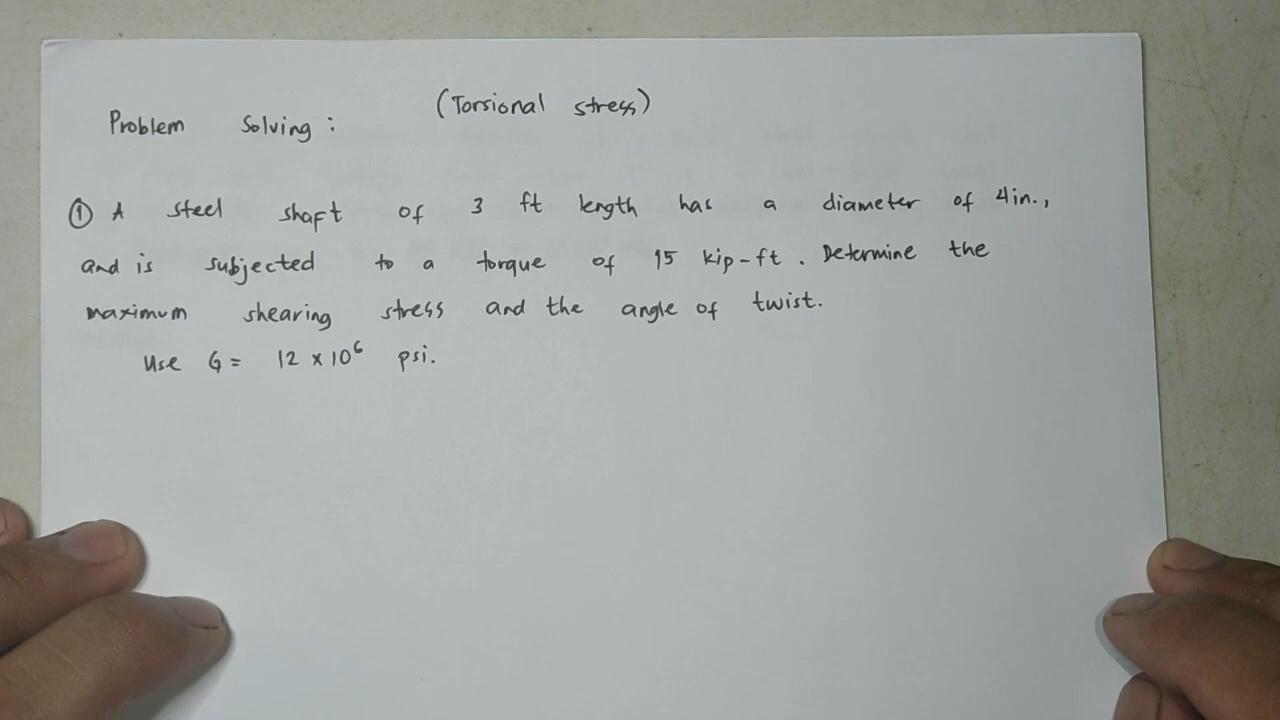 (Torsional stress)
Problem Solving :
① A steel shaft of 3 ft length has a diameter of 4in.,
and is subjected to a torque of 15 kip-ft. Determine the
maximum shearing stress and the angle of twist.
Use G = 12 x 10⁶ psi.